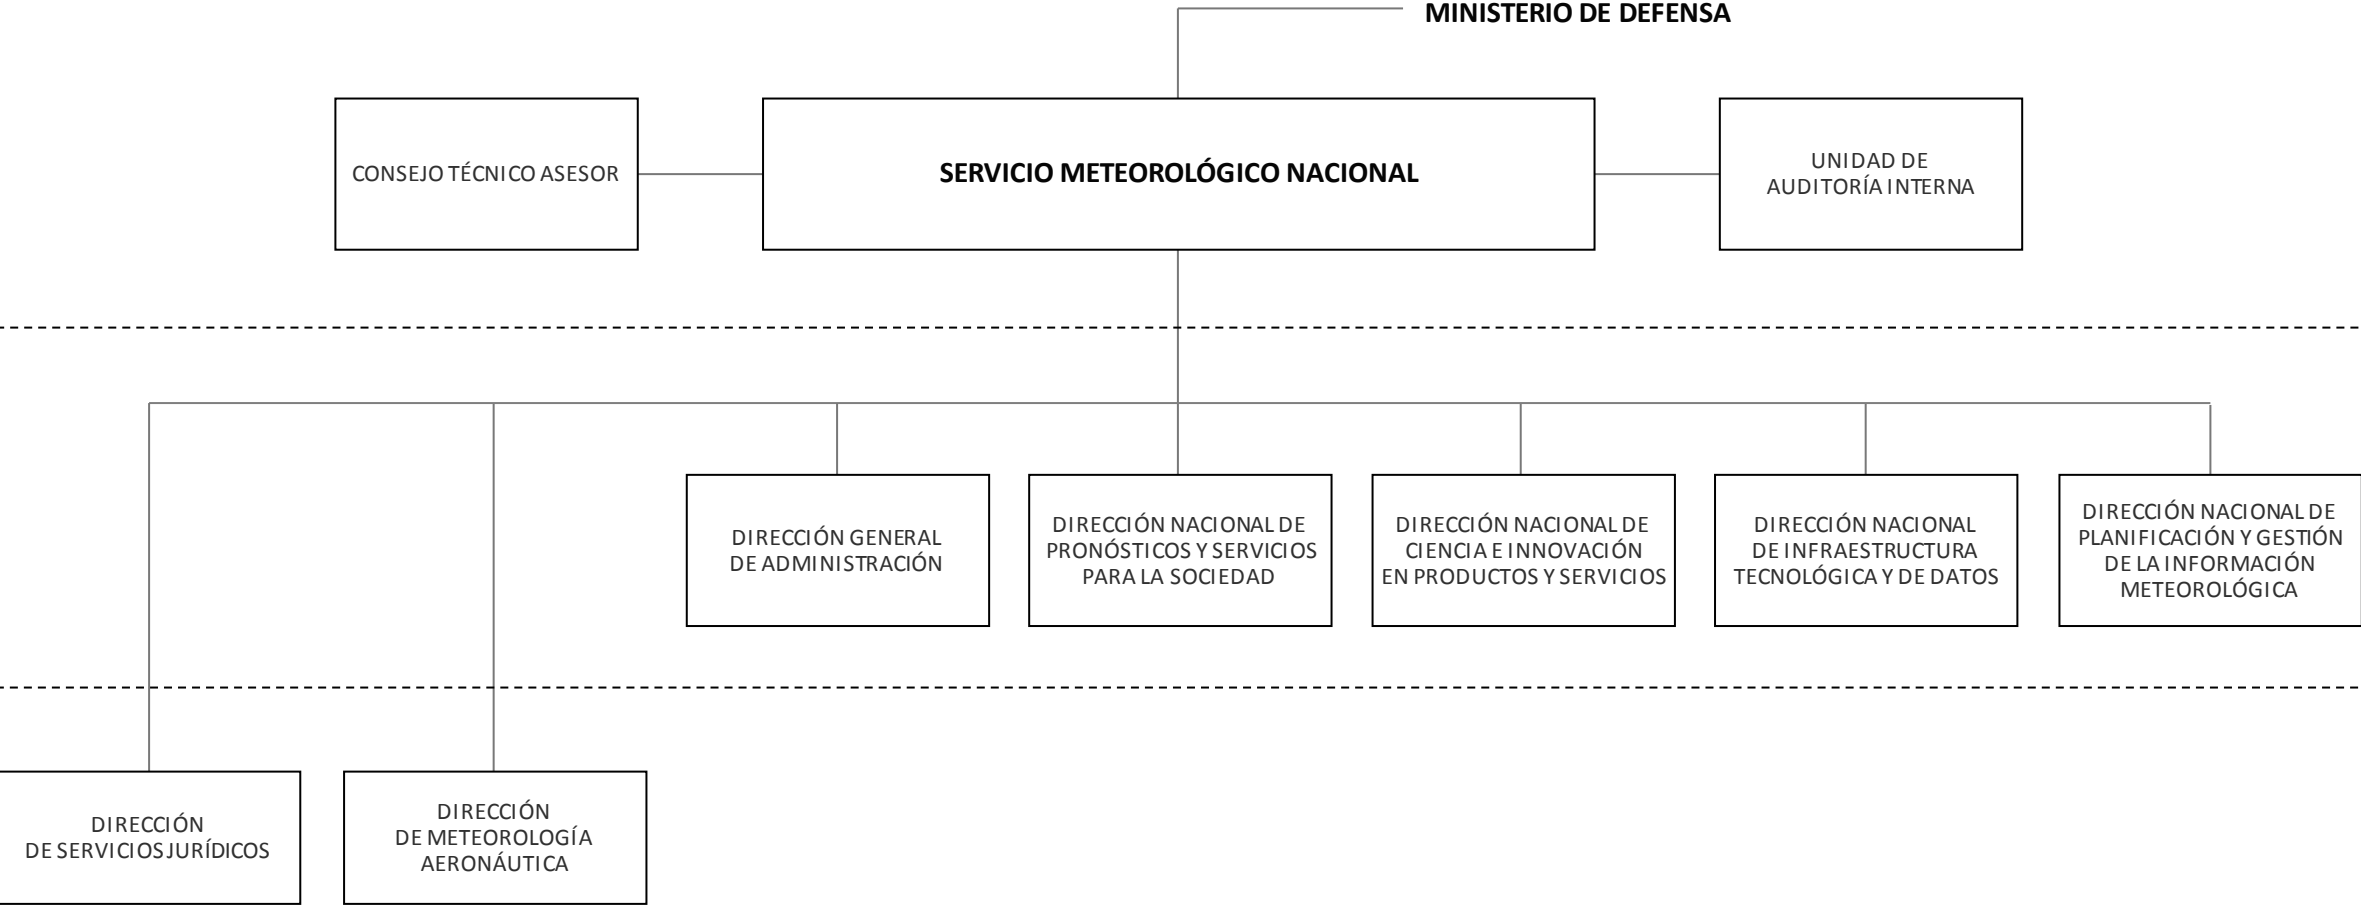 MINISTERIO DE DEFENSA
CONSEJO TÉCNICO ASESOR
SERVICIO METEOROLÓGICO NACIONAL
UNIDAD DE
AUDITORÍA INTERNA
DIRECCIÓN GENERAL
DE ADMINISTRACIÓN
DIRECCIÓN NACIONAL DE
PRONÓSTICOS Y SERVICIOS
PARA LA SOCIEDAD
DIRECCIÓN NACIONAL DE
CIENCIA E INNOVACIÓN
EN PRODUCTOS Y SERVICIOS
DIRECCIÓN NACIONAL
DE INFRAESTRUCTURA
TECNOLÓGICA Y DE DATOS
DIRECCIÓN NACIONAL DE
PLANIFICACIÓN Y GESTIÓN
DE LA INFORMACIÓN
METEOROLÓGICA
DIRECCIÓN
DE SERVICIOS JURÍDICOS
DIRECCIÓN
DE METEOROLOGÍA
AERONÁUTICA